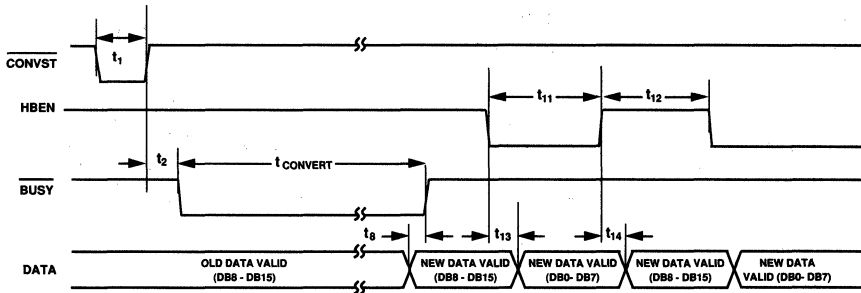 t1
CONVST
t11
t12
HBEN
t2
tCONVERT
BUSY
t8
t13
t14
DATA
OLD DATA VALID
(DB8 - DB15)
NEW DATA VALID
(DB8 - DB15)
NEW DATA VALID
(DB0- DB7)
NEW DATA VALID
(DB8 - DB15)
NEW DATA
VALID (DB0- DB7)